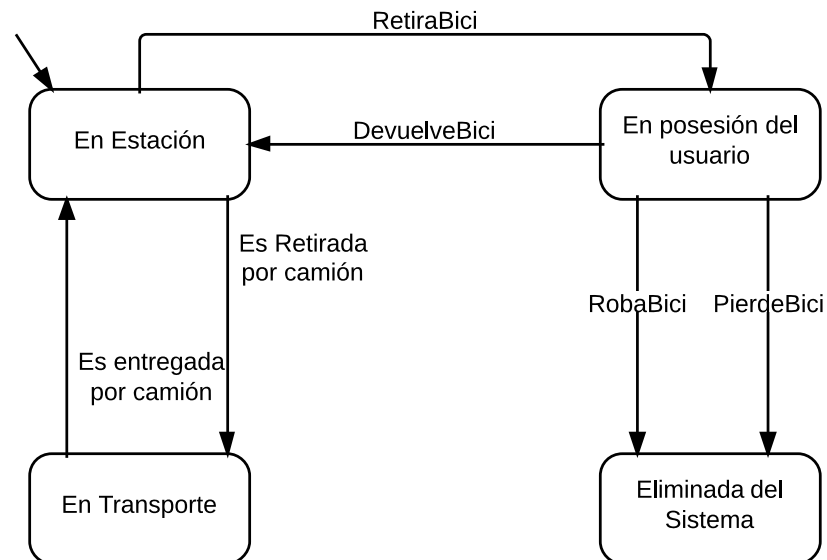 RetiraBici
En Estación
DevuelveBici
En posesión del
usuario
Es Retirada
por camión
RobaBici
PierdeBici
Es entregada
por camión
En Transporte
Eliminada del
Sistema